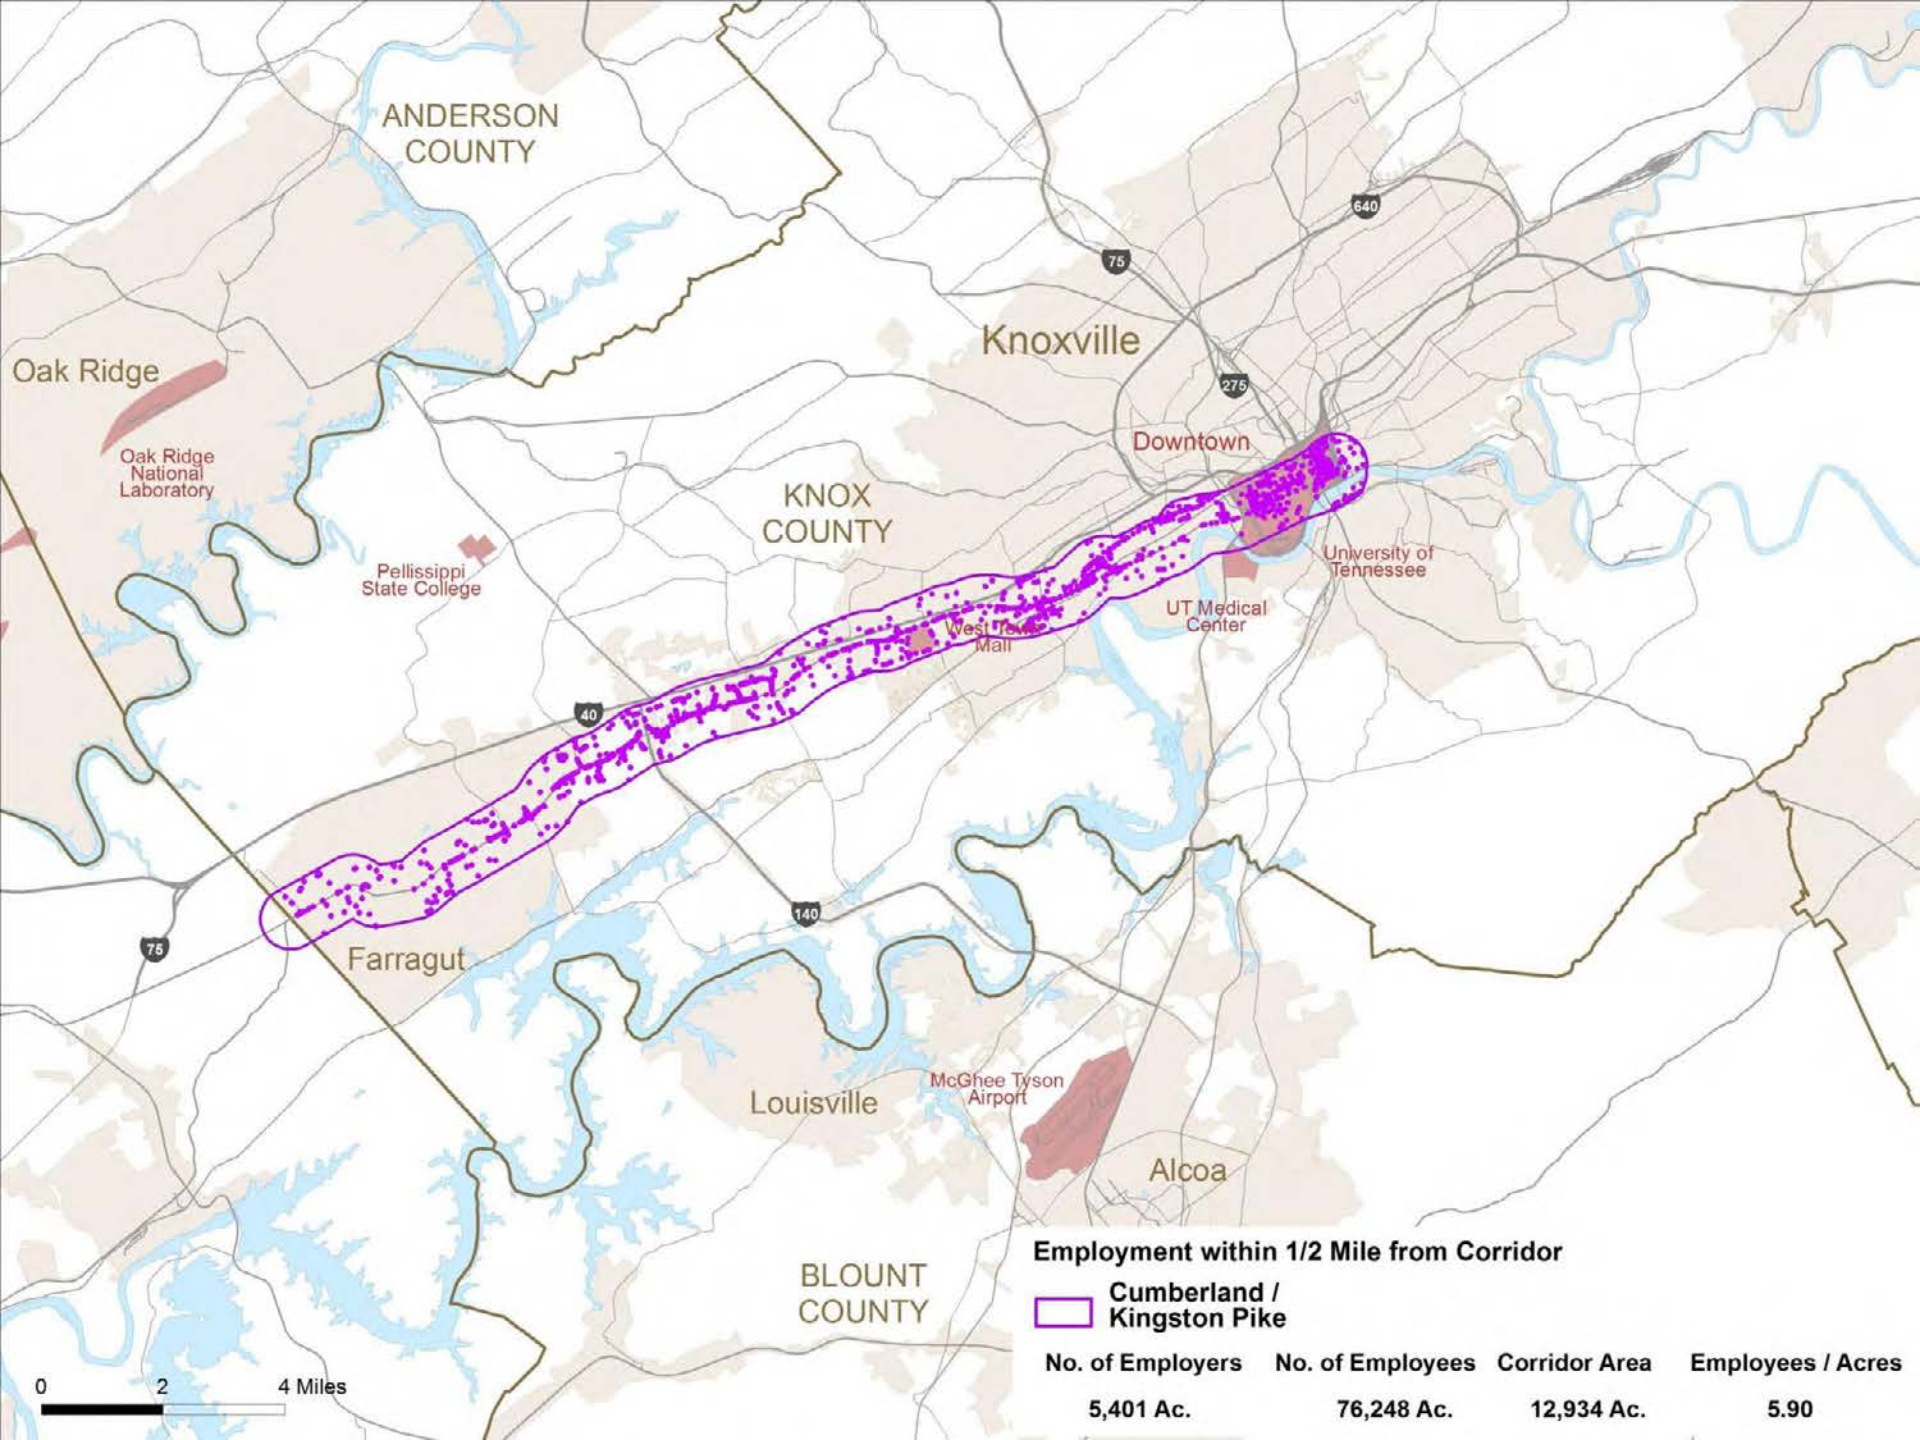 ANDERSON
COUNTY
640
75
Knoxville
Oak Ridge
275
Downtown
Oak Ridge
National
Laboratory
KNOX
COUNTY
Pellissippi
State College
University of
Tennessee
UT Medical
Center
West Town
Mall
40
140
75
Farragut
McGhee Tyson
Airport
Louisville
Alcoa
BLOUNT
COUNTY
Employment within 1/2 Mile from Corridor
Cumberland /
Kingston Pike
No. of Employers No. of Employees Corridor Area Employees / Acres
5,401 Ac. 76,248 Ac. 12,934 Ac. 5.90
0 2 4 Miles